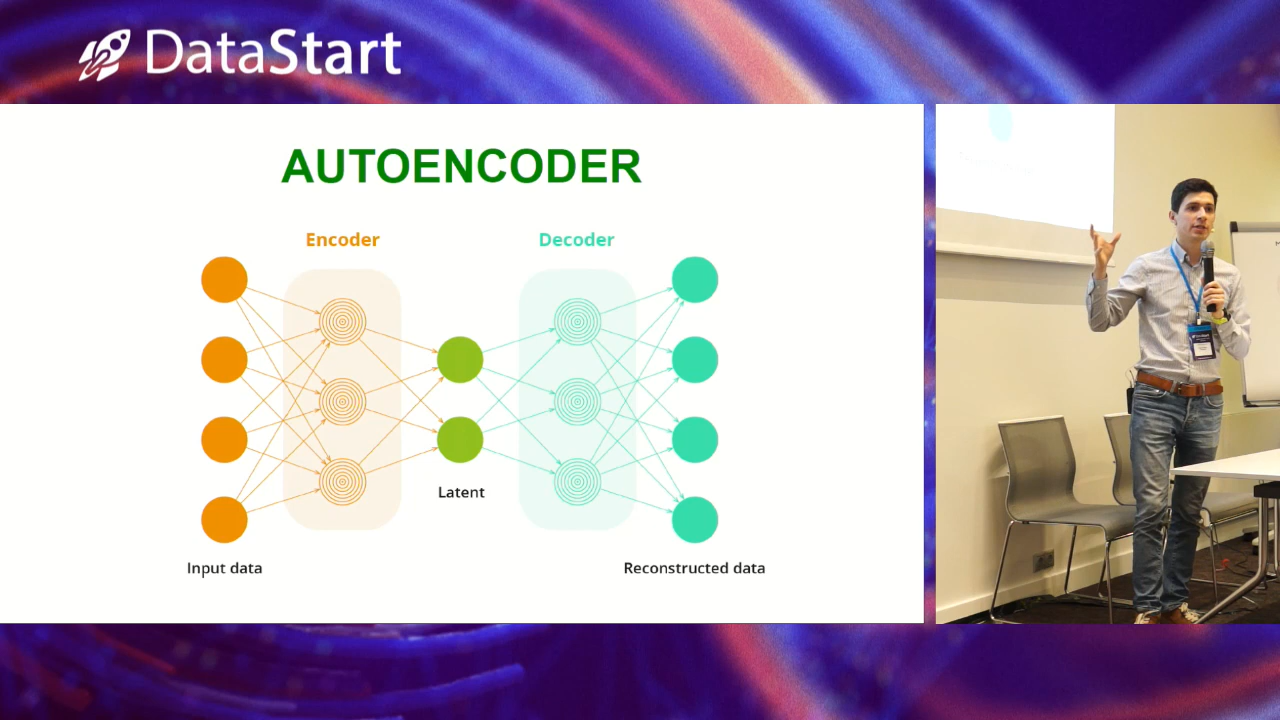 DataStart
AUTOENCODER
Encoder
Decoder
Latent
Input data
Reconstructed data